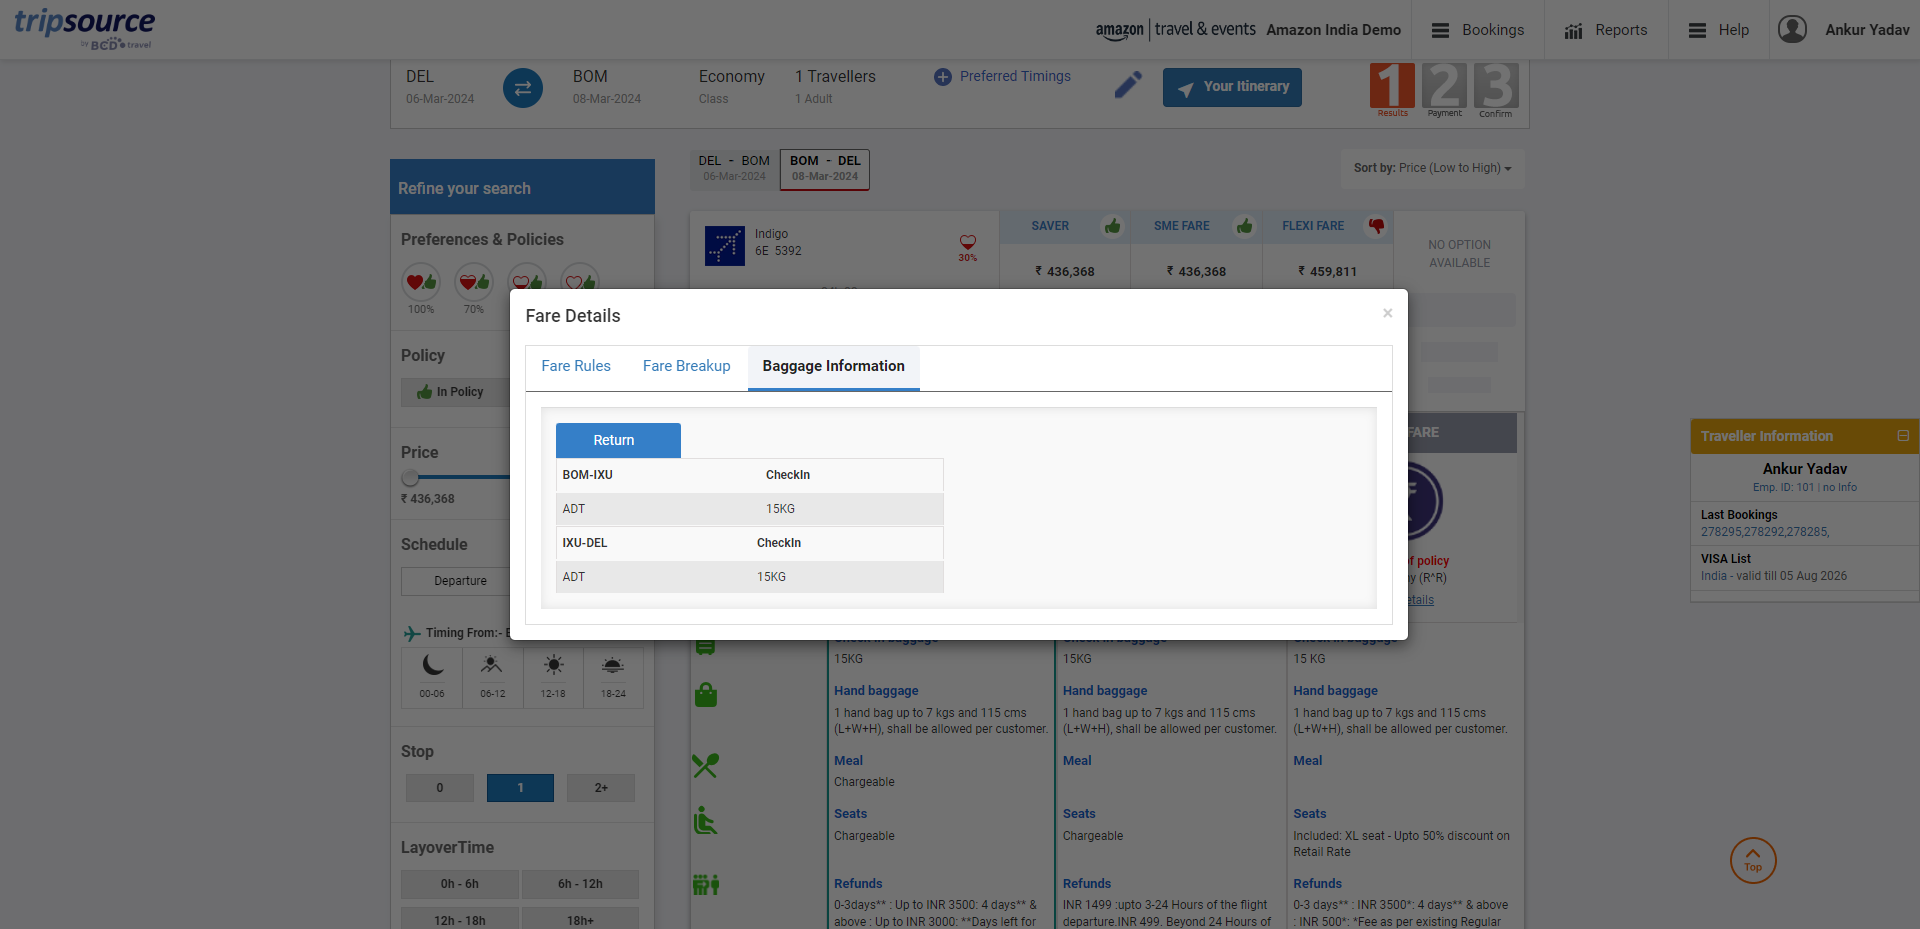 tripsource
by BCD travel
amazon travel & events
Amazon India Demo
Bookings
Reports
Help
Ankur Yadav
DEL
06-Mar-2024
BOM
08-Mar-2024
Economy
Class
1 Travellers
1 Adult
Preferred Timings
Your Itinerary
1
Results
2
Payment
3
Confirm
DEL - BOM
06-Mar-2024
BOM - DEL
08-Mar-2024
Sort by: Price (Low to High)
Refine your search
Preferences & Policies
100%
70%
Policy
In Policy
Price
₹ 436,368
Schedule
Departure
Timing From:-
00-06
06-12
12-18
18-24
Stop
0
1
2+
LayoverTime
0h - 6h
6h - 12h
12h - 18h
18h+
Indigo
6E 5392
30%
SAVER
SME FARE
FLEXI FARE
₹ 436,368
₹ 436,368
₹ 459,811
NO OPTION
AVAILABLE
Fare Details
×
Fare Rules
Fare Breakup
Baggage Information
Return
BOM-IXU CheckIn
ADT 15KG
IXU-DEL CheckIn
ADT 15KG
FARE
of policy
(R^R)
15KG
15KG
15 KG
Hand baggage
1 hand bag up to 7 kgs and 115 cms
(L+W+H), shall be allowed per customer.
Hand baggage
1 hand bag up to 7 kgs and 115 cms
(L+W+H), shall be allowed per customer.
Hand baggage
1 hand bag up to 7 kgs and 115 cms
(L+W+H), shall be allowed per customer.
Meal
Chargeable
Meal
Meal
Seats
Chargeable
Seats
Chargeable
Seats
Included: XL seat - Upto 50% discount on
Retail Rate
Refunds
0-3days** : Up to INR 3500: 4 days** &
above : Up to INR 3000: **Days left for
Refunds
INR 1499 :upto 3-24 Hours of the flight
departure.INR 499. Beyond 24 Hours of
Refunds
0-3 days** : INR 3500*: 4 days** & above
: INR 500*: *Fee as per existing Regular
Traveller Information
Ankur Yadav
Emp. ID: 101 | no Info
Last Bookings
278295,278292,278285,
VISA List
India - valid till 05 Aug 2026
Top